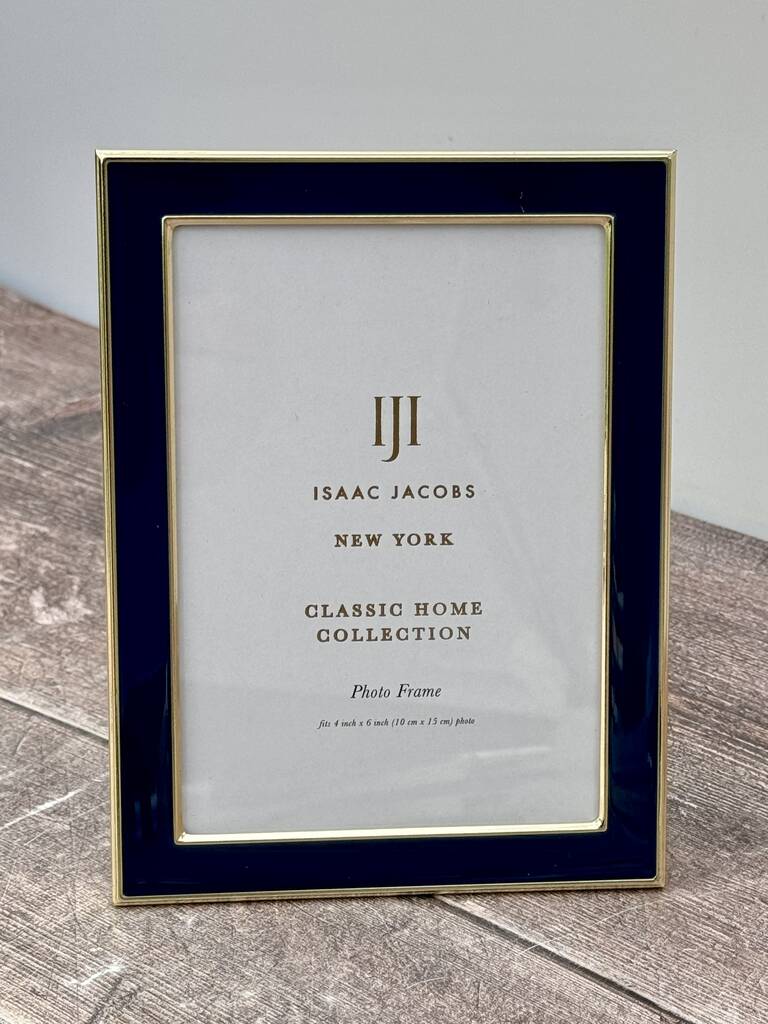 IJI
ISAAC JACOBS
NEW YORK
CLASSIC HOME
COLLECTION
Photo Frame
fits 4 inch x 6 inch (10 cm x 15 cm) photo